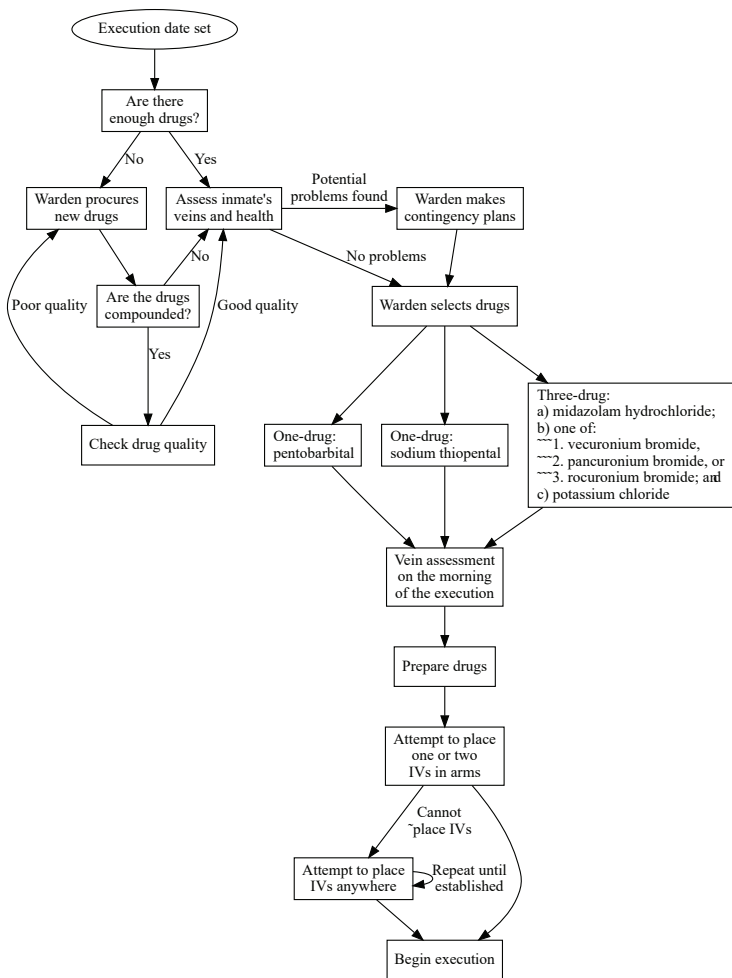 Execution date set
Are there
enough drugs?
No
Yes
Warden procures
new drugs
Assess inmate's
veins and health
Potential
problems found
Warden makes
contingency plans
No
No problems
Poor quality
Are the drugs
compounded?
Good quality
Warden selects drugs
Yes
Check drug quality
One-drug:
pentobarbital
One-drug:
sodium thiopental
Three-drug:
a) midazolam hydrochloride;
b) one of:
~~~1. vecuronium bromide,
~~~2. pancuronium bromide, or
~~~3. rocuronium bromide; and
c) potassium chloride
Vein assessment
on the morning
of the execution
Prepare drugs
Attempt to place
one or two
IVs in arms
Cannot
~place IVs
Attempt to place
IVs anywhere
Repeat until
established
Begin execution